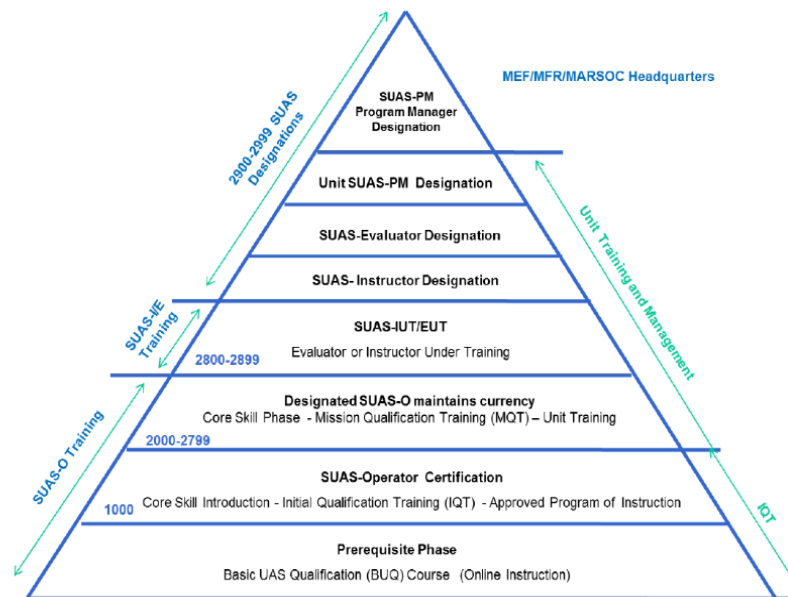 MEF/MFR/MARSOC Headquarters
SUAS-PM
Program Manager
Designation
2900-2999 SUAS
Designations
Unit SUAS-PM Designation
SUAS-Evaluator Designation
SUAS- Instructor Designation
Unit Training and Management
SUAS-I/E
Training
SUAS-IUT/EUT
Evaluator or Instructor Under Training
2800-2899
Designated SUAS-O maintains currency
Core Skill Phase - Mission Qualification Training (MQT) – Unit Training
2000-2799
SUAS-O Training
SUAS-Operator Certification
Core Skill Introduction - Initial Qualification Training (IQT) - Approved Program of Instruction
1000
IQT
Prerequisite Phase
Basic UAS Qualification (BUQ) Course (Online Instruction)